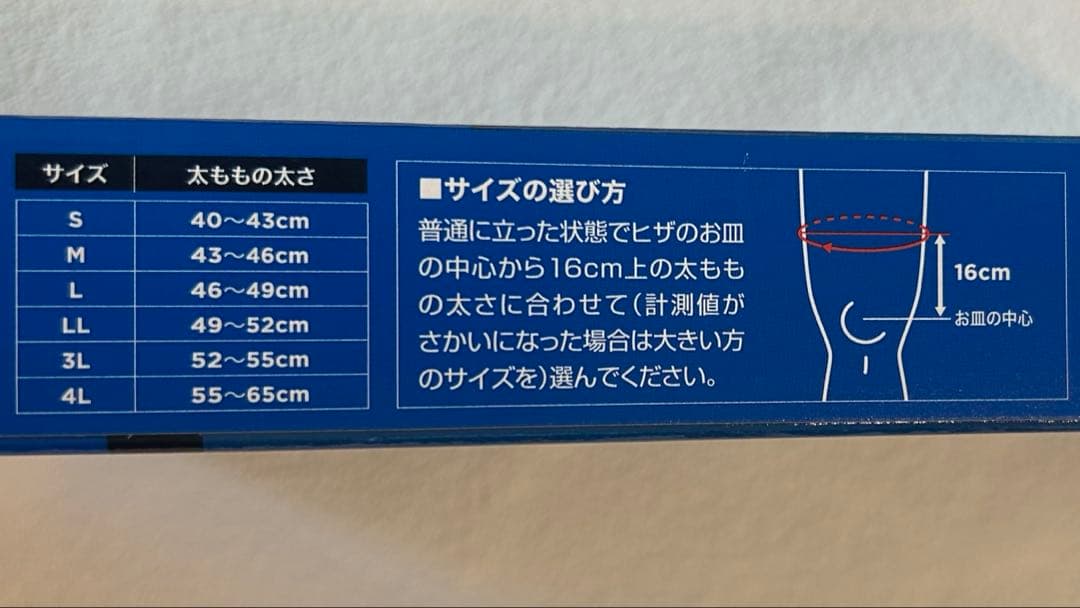 サイズ 太ももの太さ
S 40～43cm
M 43～46cm
L 46～49cm
LL 49～52cm
3L 52～55cm
4L 55～65cm
■サイズの選び方
普通に立った状態でヒザのお皿
の中心から16cm上の太もも
の太さに合わせて(計測値が
さかいになった場合は大きい方
のサイズを)選んでください。
16cm
お皿の中心